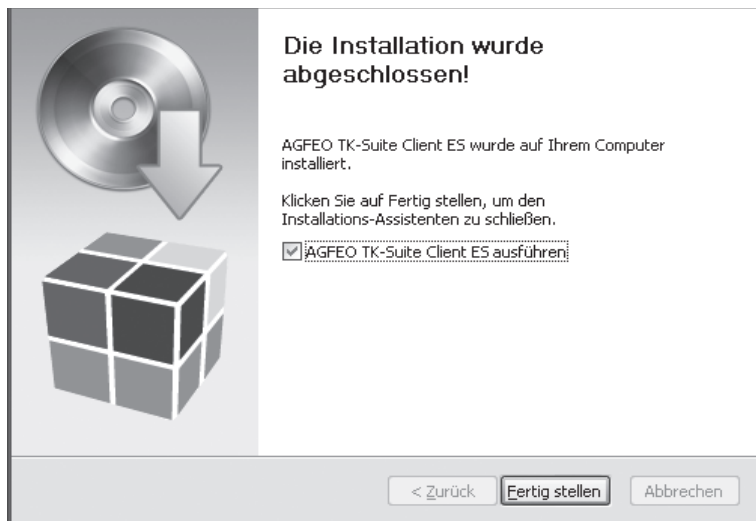 Die Installation wurde
abgeschlossen!
AGFEO TK-Suite Client ES wurde auf Ihrem Computer
installiert.
Klicken Sie auf Fertig stellen, um den
Installations-Assistenten zu schließen.
AGFEO TK-Suite Client ES ausführen
< Zurück
Fertig stellen
Abbrechen